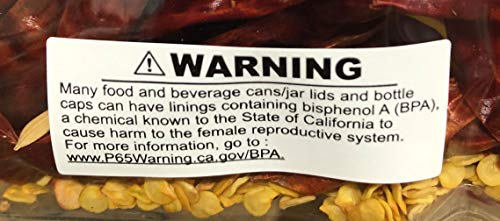 ⚠ WARNING
Many food and beverage cans/jar lids and bottle
caps can have linings containing bisphenol A (BPA),
a chemical known to the State of California to
cause harm to the female reproductive system.
For more information, go to :
www.P65Warning.ca.gov/BPA.